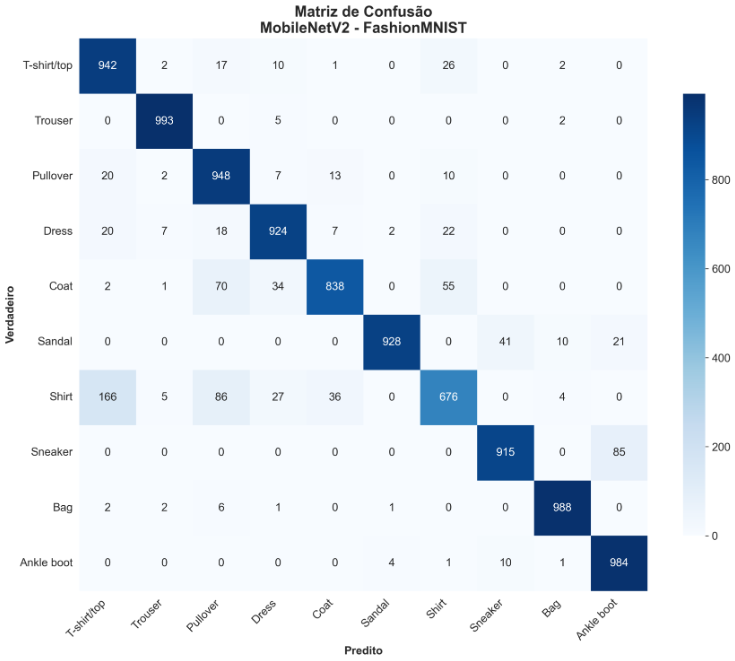 Matriz de Confusão
MobileNetV2 - FashionMNIST
T-shirt/top 942 2 17 10 1 0 26 0 2 0
Trouser 0 993 0 5 0 0 0 0 2 0
Pullover 20 2 948 7 13 0 10 0 0 0
Dress 20 7 18 924 7 2 22 0 0 0
Coat 2 1 70 34 838 0 55 0 0 0
Sandal 0 0 0 0 0 928 0 41 10 21
Shirt 166 5 86 27 36 0 676 0 4 0
Sneaker 0 0 0 0 0 0 0 915 0 85
Bag 2 2 6 1 0 1 0 0 988 0
Ankle boot 0 0 0 0 0 4 1 10 1 984
T-shirt/top Trouser Pullover Dress Coat Sandal Shirt Sneaker Bag Ankle boot
Predito
Verdadeiro
800
600
400
200
0